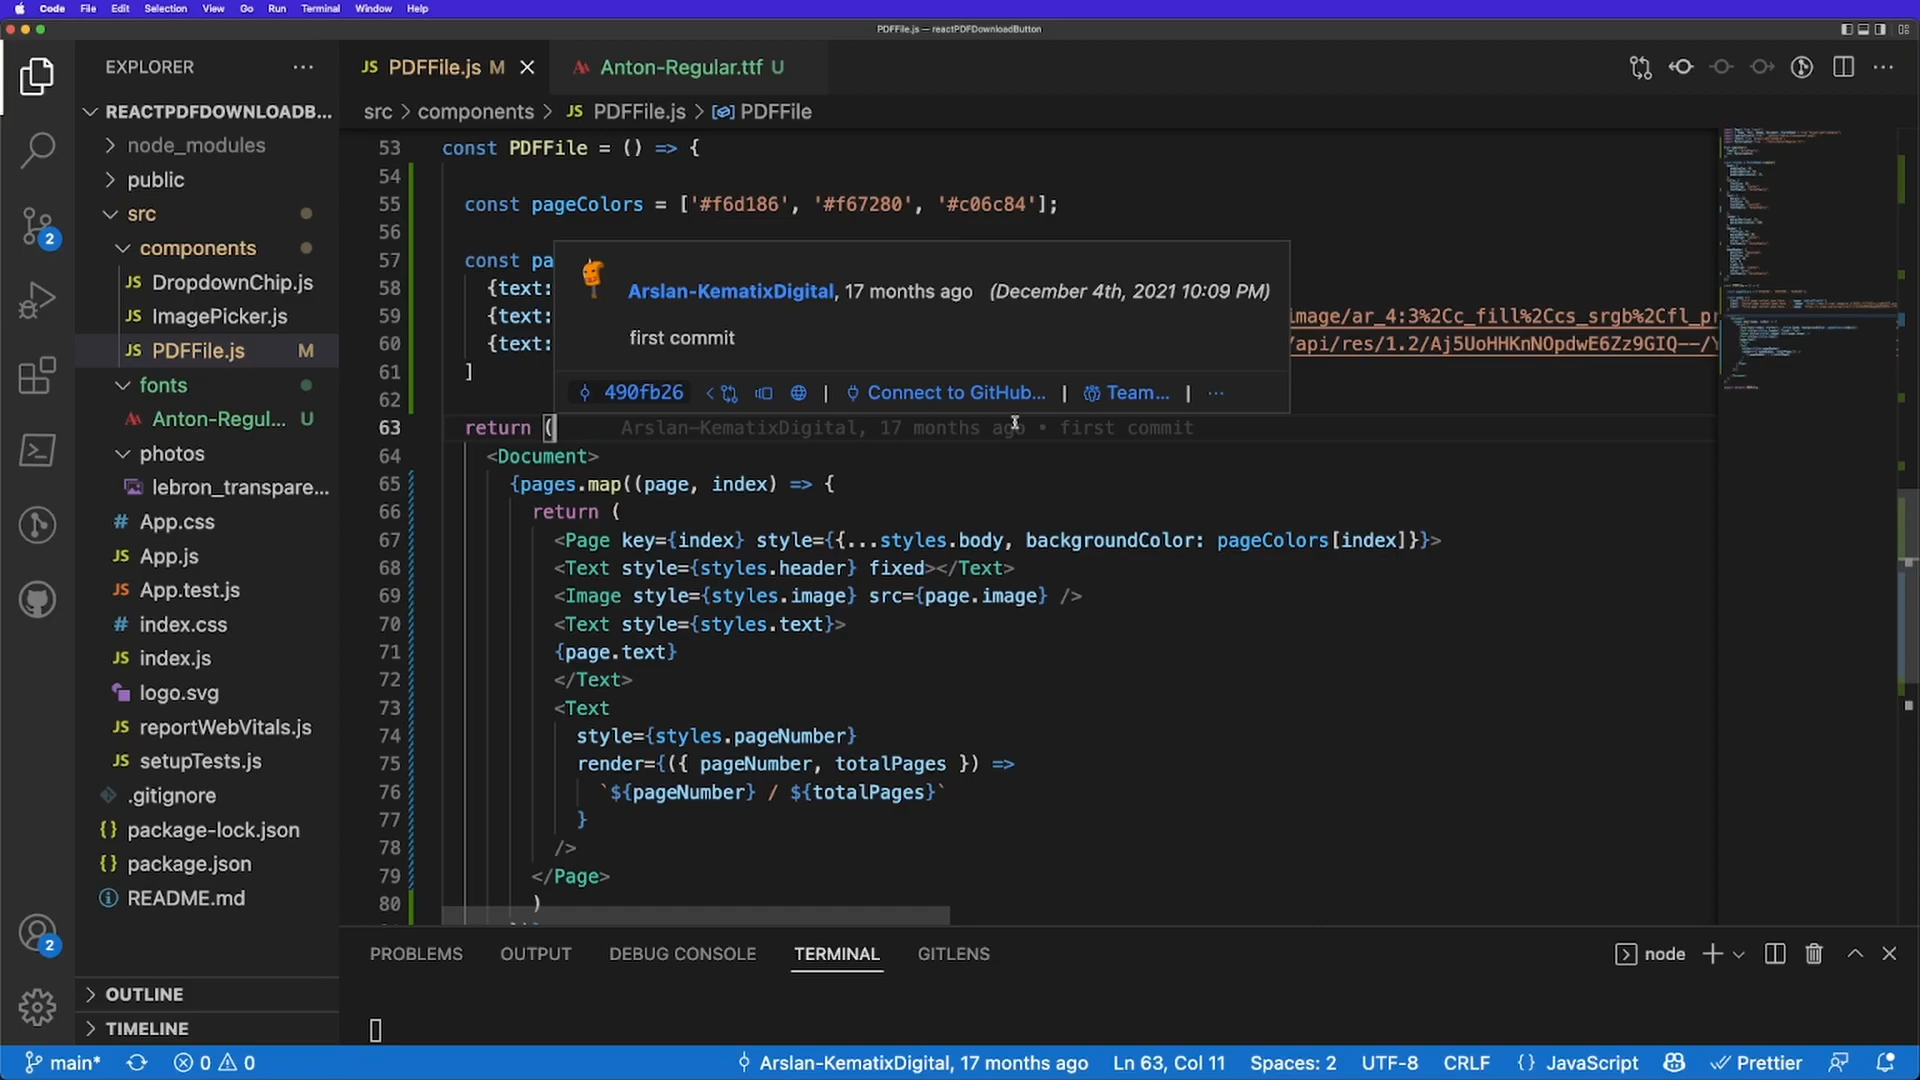 Code File Edit Selection View Go Run Terminal Window Help
PDFFile.js — reactPDFDownloadButton
EXPLORER
JS PDFFile.js M
Anton-Regular.ttf U
REACTPDFDOWNLOADB...
src > components > JS PDFFile.js > PDFFile
node_modules
public
src
components
JS DropdownChip.js
JS ImagePicker.js
JS PDFFile.js M
fonts
Anton-Regul... U
photos
lebron_transpare...
# App.css
JS App.js
JS App.test.js
# index.css
JS index.js
logo.svg
JS reportWebVitals.js
JS setupTests.js
.gitignore
{} package-lock.json
{} package.json
README.md
OUTLINE
TIMELINE
2
2
53 const PDFFile = () => {
54
55 const pageColors = ['#f6d186', '#f67280', '#c06c84'];
56
57 const pa
58 {text:
59 {text: image/ar_4:3%2Cc_fill%2Ccs_srgb%2Cfl_pr
60 {text: /api/res/1.2/Aj5UoHHKnNOpdwE6Zz9GIQ--/Y
61 ]
62
Arslan-KematixDigital, 17 months ago (December 4th, 2021 10:09 PM)
first commit
490fb26 | Connect to GitHub... | Team... | ...
63 return ( Arslan-KematixDigital, 17 months ago • first commit
64 <Document>
65 {pages.map((page, index) => {
66 return (
67 <Page key={index} style={{...styles.body, backgroundColor: pageColors[index]}}>
68 <Text style={styles.header} fixed></Text>
69 <Image style={styles.image} src={page.image} />
70 <Text style={styles.text}>
71 {page.text}
72 </Text>
73 <Text
74 style={styles.pageNumber}
75 render={({ pageNumber, totalPages }) =>
76 `${pageNumber} / ${totalPages}`
77 }
78 />
79 </Page>
80 )
PROBLEMS OUTPUT DEBUG CONSOLE TERMINAL GITLENS
node
main* 0 0 Arslan-KematixDigital, 17 months ago Ln 63, Col 11 Spaces: 2 UTF-8 CRLF {} JavaScript Prettier